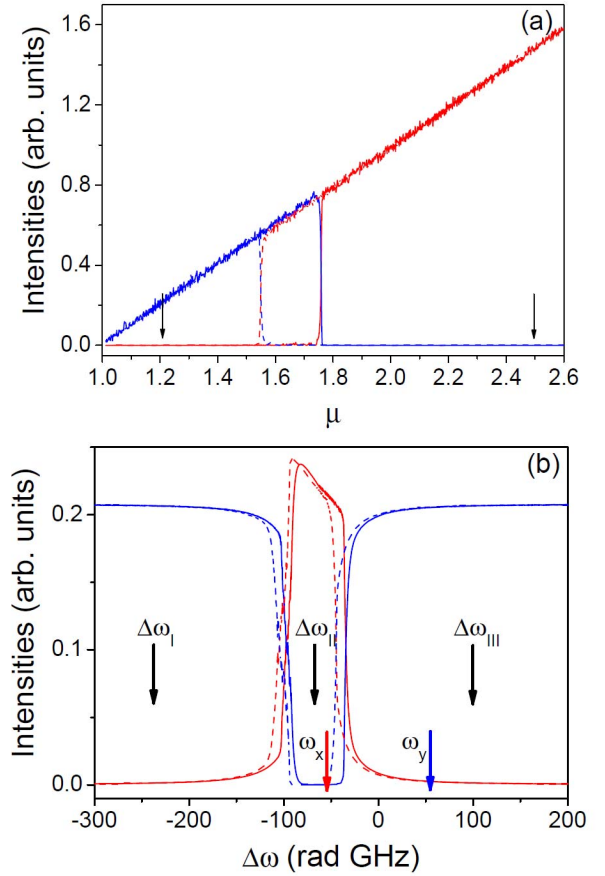 (a)
Intensities (arb. units)
1.6
1.2
0.8
0.4
0.0
1.0 1.2 1.4 1.6 1.8 2.0 2.2 2.4 2.6
μ
(b)
Intensities (arb. units)
0.2
0.1
0.0
Δω_I Δω_II Δω_III
ω_x ω_y
-300 -200 -100 0 100 200
Δω (rad GHz)